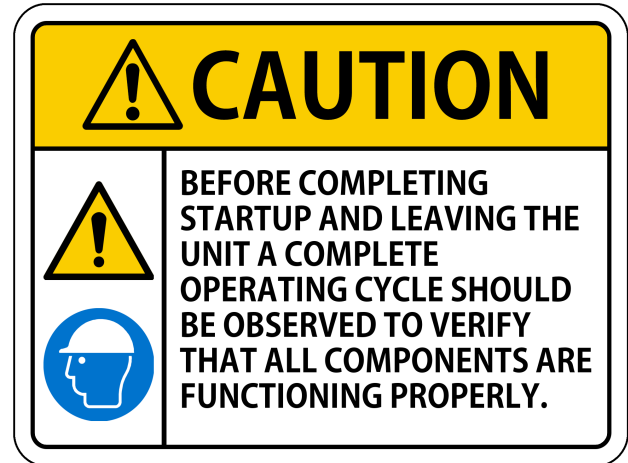 CAUTION
BEFORE COMPLETING
STARTUP AND LEAVING THE
UNIT A COMPLETE
OPERATING CYCLE SHOULD
BE OBSERVED TO VERIFY
THAT ALL COMPONENTS ARE
FUNCTIONING PROPERLY.